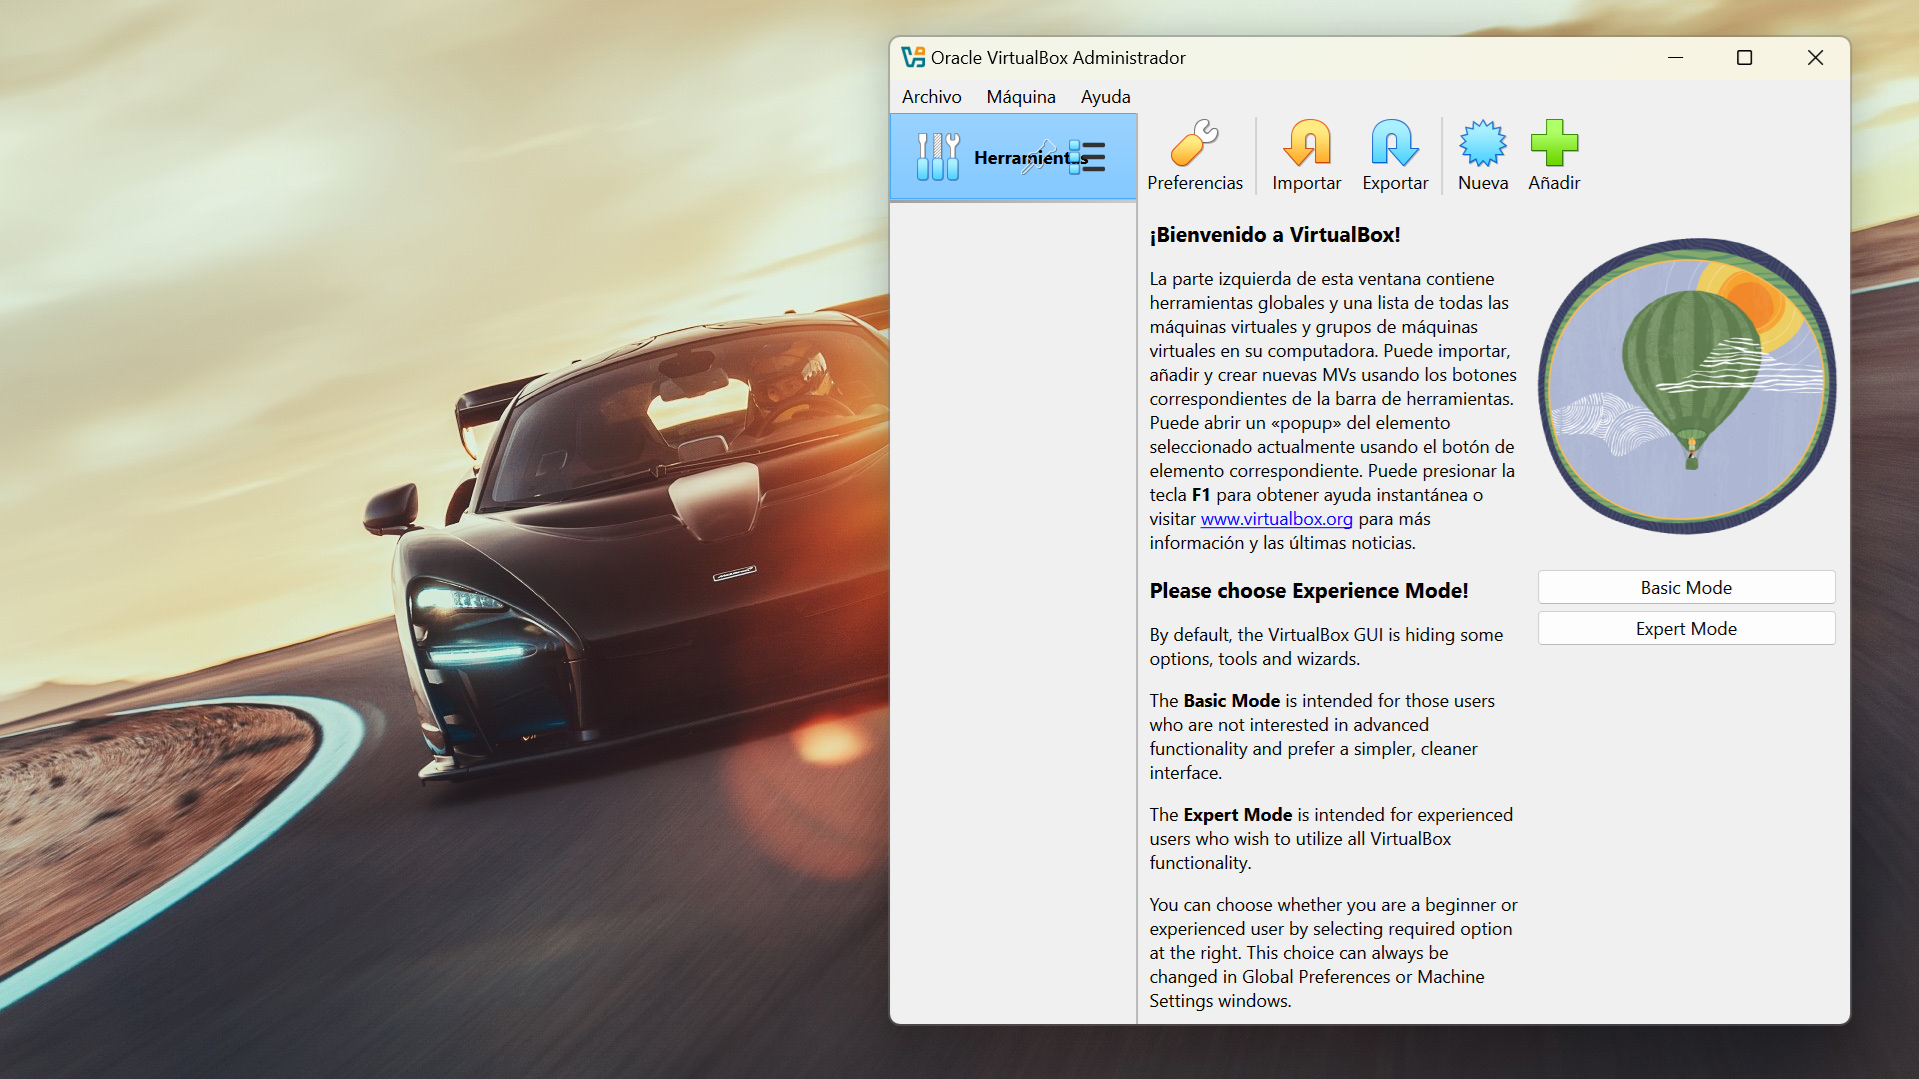 Oracle VirtualBox Administrador
Archivo Máquina Ayuda
Herramientas
Preferencias Importar Exportar Nueva Añadir
¡Bienvenido a VirtualBox!
La parte izquierda de esta ventana contiene
herramientas globales y una lista de todas las
máquinas virtuales y grupos de máquinas
virtuales en su computadora. Puede importar,
añadir y crear nuevas MVs usando los botones
correspondientes de la barra de herramientas.
Puede abrir un «popup» del elemento
seleccionado actualmente usando el botón de
elemento correspondiente. Puede presionar la
tecla F1 para obtener ayuda instantánea o
visitar www.virtualbox.org para más
información y las últimas noticias.
Please choose Experience Mode!
By default, the VirtualBox GUI is hiding some
options, tools and wizards.
The Basic Mode is intended for those users
who are not interested in advanced
functionality and prefer a simpler, cleaner
interface.
The Expert Mode is intended for experienced
users who wish to utilize all VirtualBox
functionality.
You can choose whether you are a beginner or
experienced user by selecting required option
at the right. This choice can always be
changed in Global Preferences or Machine
Settings windows.
Basic Mode
Expert Mode